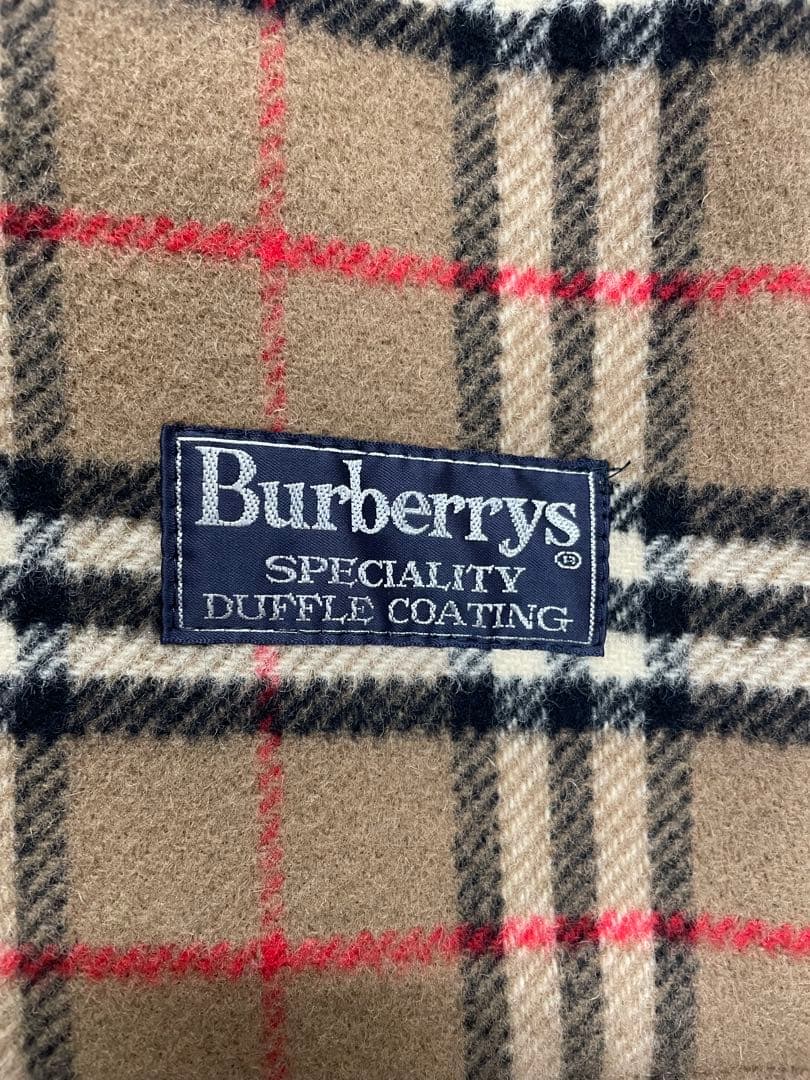 Burberrys
®
SPECIALITY
DUFFLE COATING